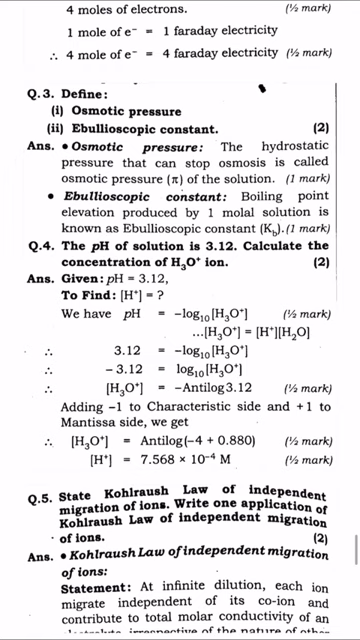 4 moles of electrons. (½ mark)
1 mole of e⁻ = 1 faraday electricity
∴ 4 mole of e⁻ = 4 faraday electricity (½ mark)
Q.3. Define:
(i) Osmotic pressure
(ii) Ebullioscopic constant. (2)
Ans. • Osmotic pressure: The hydrostatic
pressure that can stop osmosis is called
osmotic pressure (π) of the solution. (1 mark)
• Ebullioscopic constant: Boiling point
elevation produced by 1 molal solution is
known as Ebullioscopic constant (K_b). (1 mark)
Q.4. The pH of solution is 3.12. Calculate the
concentration of H₃O⁺ ion. (2)
Ans. Given: pH = 3.12,
To Find: [H⁺] = ?
We have pH = −log₁₀[H₃O⁺] (½ mark)
...[H₃O⁺] = [H⁺][H₂O]
∴ 3.12 = −log₁₀[H₃O⁺]
∴ −3.12 = log₁₀[H₃O⁺]
∴ [H₃O⁺] = −Antilog3.12 (½ mark)
Adding −1 to Characteristic side and +1 to
Mantissa side, we get
∴ [H₃O⁺] = Antilog(−4 + 0.880) (½ mark)
[H⁺] = 7.568 × 10⁻⁴ M (½ mark)
Q.5. State Kohlraush Law of independent
migration of ions. Write one application of
Kohlraush Law of independent migration
of ions. (2)
Ans. • Kohlraush Law of independent migration
of ions:
Statement: At infinite dilution, each ion
migrate independent of its co-ion and
contribute to total molar conductivity of an
electrolyte irrespective of the nature of other